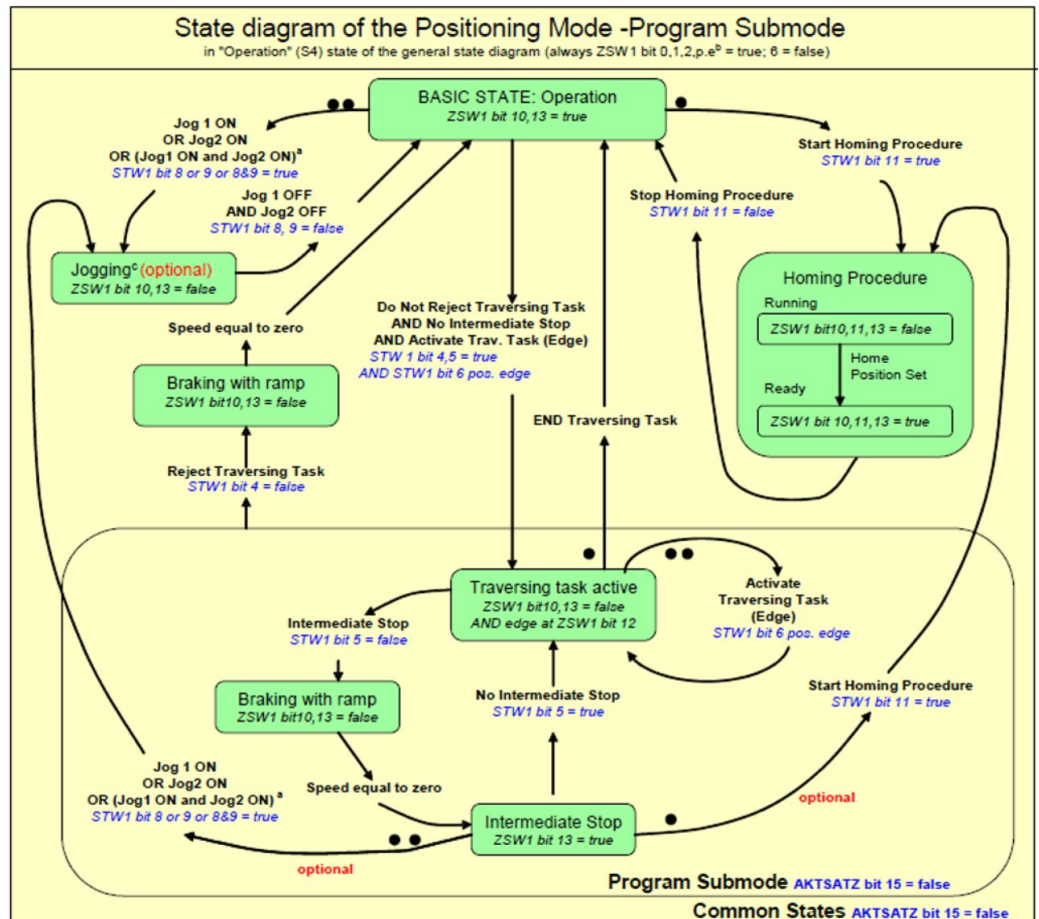 State diagram of the Positioning Mode -Program Submode
in "Operation" (S4) state of the general state diagram (always ZSW1 bit 0,1,2,p.eᵇ = true; 6 = false)
BASIC STATE: Operation
ZSW1 bit 10,13 = true
Jog 1 ON
OR Jog2 ON
OR (Jog1 ON and Jog2 ON)ᵃ
STW1 bit 8 or 9 or 8&9 = true
Jog 1 OFF
AND Jog2 OFF
STW1 bit 8, 9 = false
Start Homing Procedure
STW1 bit 11 = true
Stop Homing Procedure
STW1 bit 11 = false
Joggingᶜ (optional)
ZSW1 bit 10,13 = false
Homing Procedure
Running
ZSW1 bit10,11,13 = false
Home
Position Set
Ready
ZSW1 bit 10,11,13 = true
Speed equal to zero
Do Not Reject Traversing Task
AND No Intermediate Stop
AND Activate Trav. Task (Edge)
STW 1 bit 4,5 = true
AND STW1 bit 6 pos. edge
Braking with ramp
ZSW1 bit10,13 = false
END Traversing Task
Reject Traversing Task
STW1 bit 4 = false
Traversing task active
ZSW1 bit10,13 = false
AND edge at ZSW1 bit 12
Activate
Traversing Task
(Edge)
STW1 bit 6 pos. edge
Intermediate Stop
STW1 bit 5 = false
Braking with ramp
ZSW1 bit10,13 = false
No Intermediate Stop
STW1 bit 5 = true
Start Homing Procedure
STW1 bit 11 = true
Jog 1 ON
OR Jog2 ON
OR (Jog1 ON and Jog2 ON)ᵃ
STW1 bit 8 or 9 or 8&9 = true
Speed equal to zero
Intermediate Stop
ZSW1 bit 13 = true
optional
optional
Program Submode AKTSATZ bit 15 = false
Common States AKTSATZ bit 15 = false